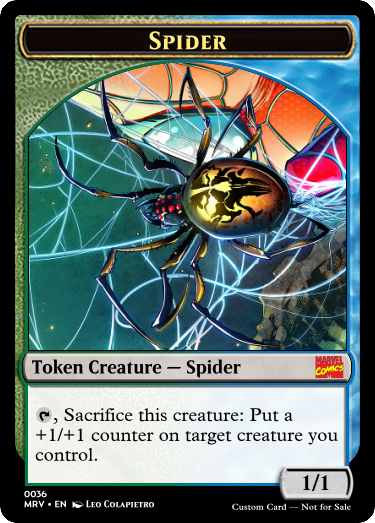 Spider
Token Creature — Spider
MARVEL
COMICS
, Sacrifice this creature: Put a
+1/+1 counter on target creature you
control.
1/1
0036
MRV • EN Leo Colapietro
Custom Card — Not for Sale